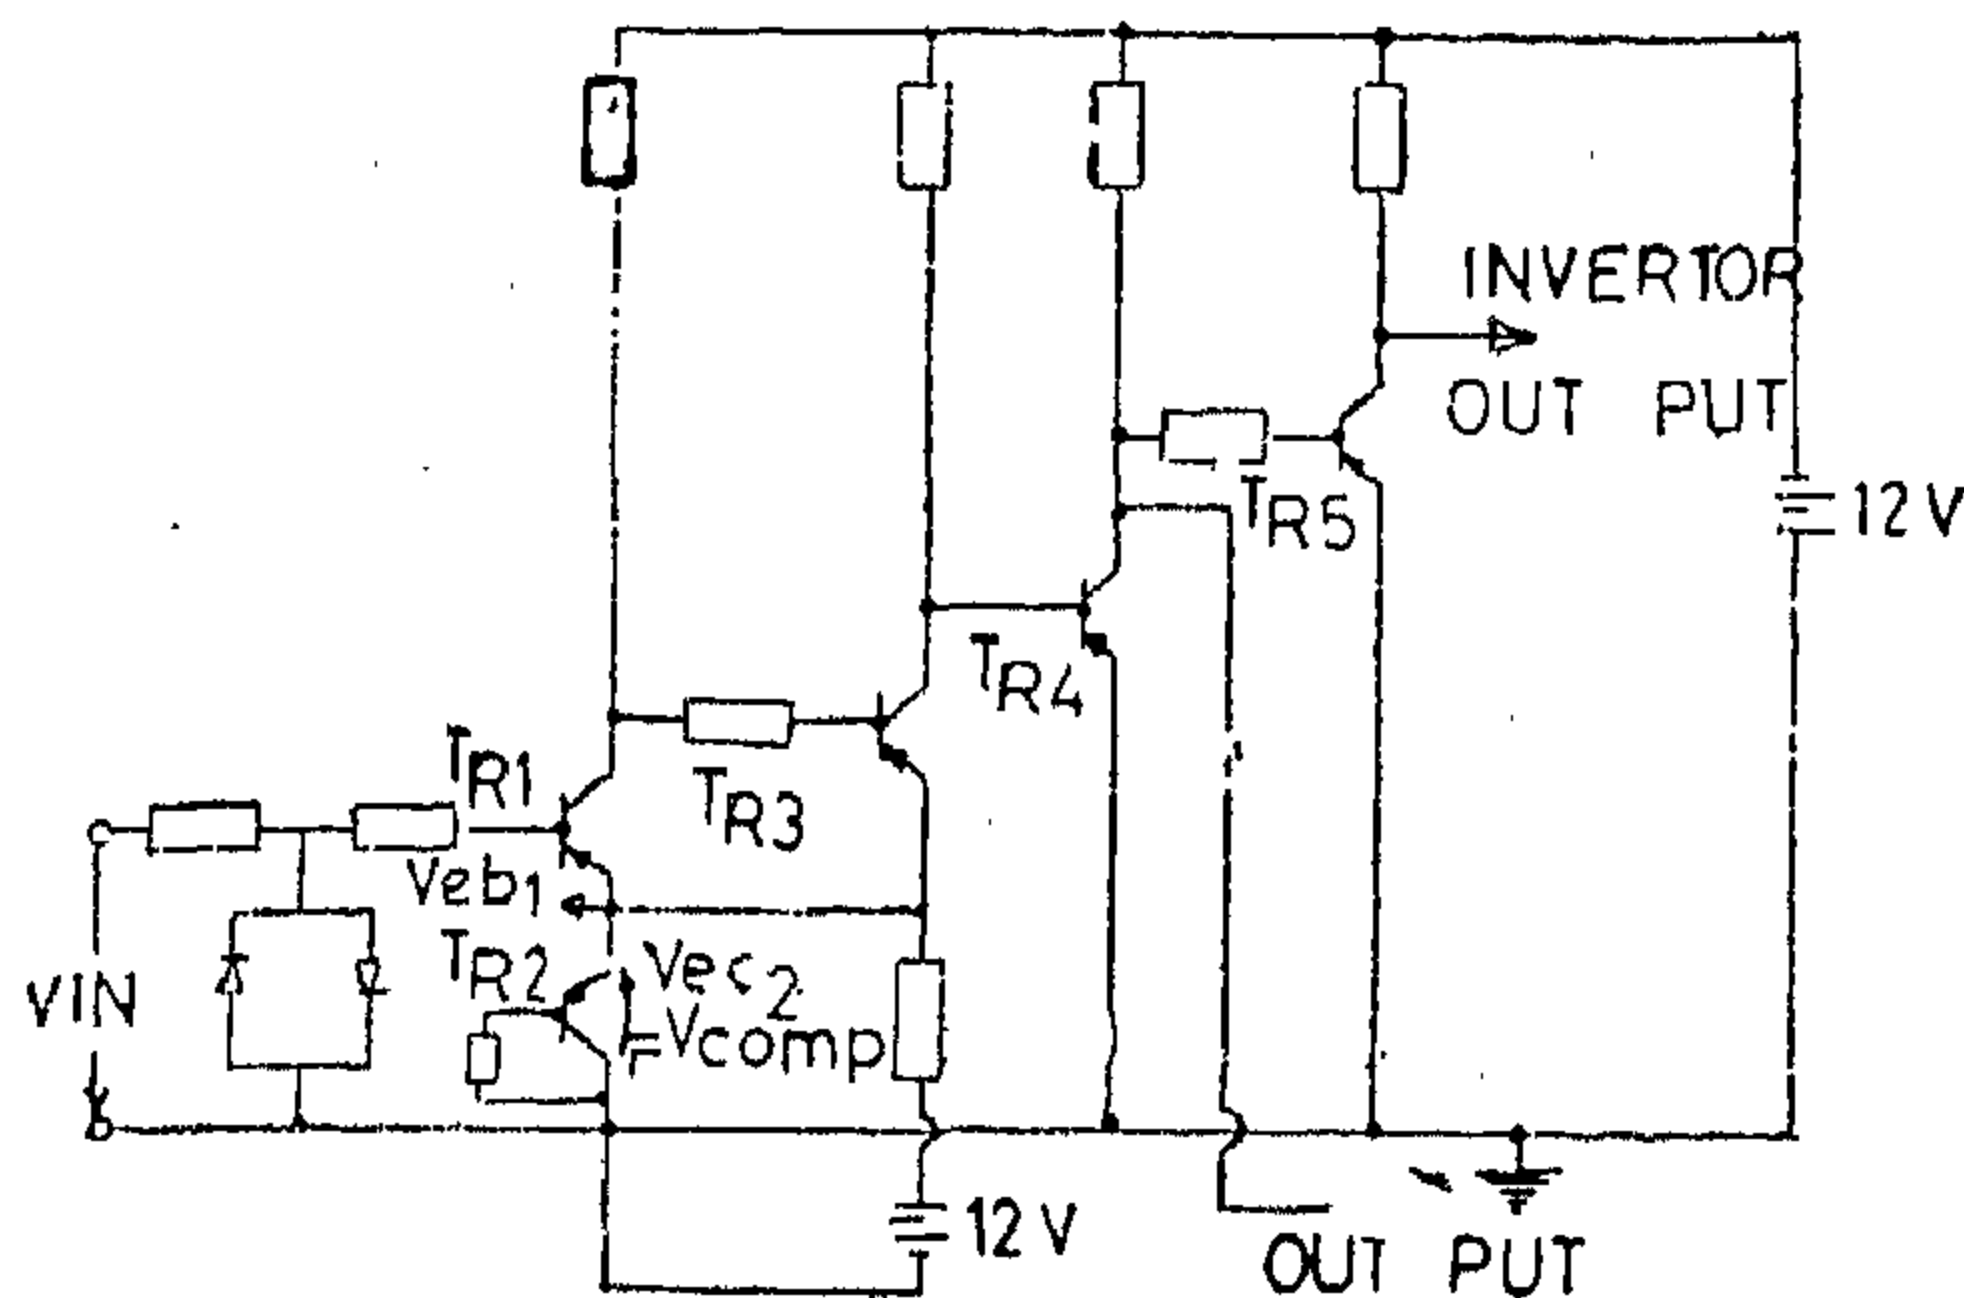 INVERTOR
OUT PUT
12 V
TR5
TR4
TR1
TR3
Veb1
TR2
Vec2
=Vcomp
VIN
12 V
OUT PUT